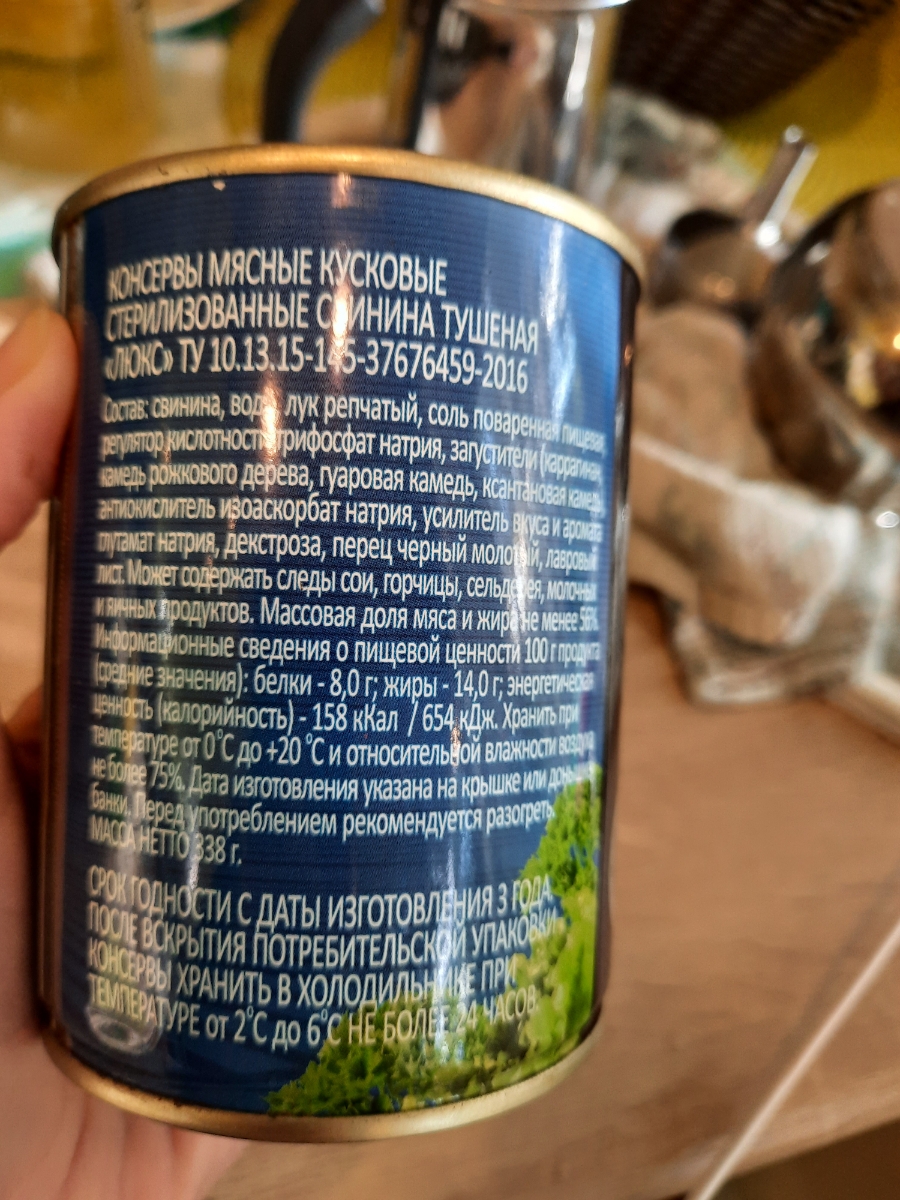 КОНСЕРВЫ МЯСНЫЕ КУСКОВЫЕ
СТЕРИЛИЗОВАННЫЕ СВИНИНА ТУШЕНАЯ
«ЛЮКС» ТУ 10.13.15-145-37676459-2016
Состав: свинина, вода, лук репчатый, соль поваренная пищевая,
регулятор кислотности трифосфат натрия, загустители (каррагинан,
камедь рожкового дерева, гуаровая камедь, ксантановая камедь),
антиокислитель изоаскорбат натрия, усилитель вкуса и аромата
глутамат натрия, декстроза, перец черный молотый, лавровый
лист. Может содержать следы сои, горчицы, сельдерея, молочных
и яичных продуктов. Массовая доля мяса и жира не менее 56%.
Информационные сведения о пищевой ценности 100 г продукта
(средние значения): белки - 8,0 г; жиры - 14,0 г; энергетическая
ценность (калорийность) - 158 кКал / 654 кДж. Хранить при
температуре от 0°С до +20 °С и относительной влажности воздуха
не более 75%. Дата изготовления указана на крышке или донышке
банки. Перед употреблением рекомендуется разогреть.
МАССА НЕТТО 338 г.
СРОК ГОДНОСТИ С ДАТЫ ИЗГОТОВЛЕНИЯ 3 ГОДА.
ПОСЛЕ ВСКРЫТИЯ ПОТРЕБИТЕЛЬСКОЙ УПАКОВКИ
КОНСЕРВЫ ХРАНИТЬ В ХОЛОДИЛЬНИКЕ ПРИ
ТЕМПЕРАТУРЕ от 2°С до 6°С НЕ БОЛЕЕ 24 ЧАСОВ.